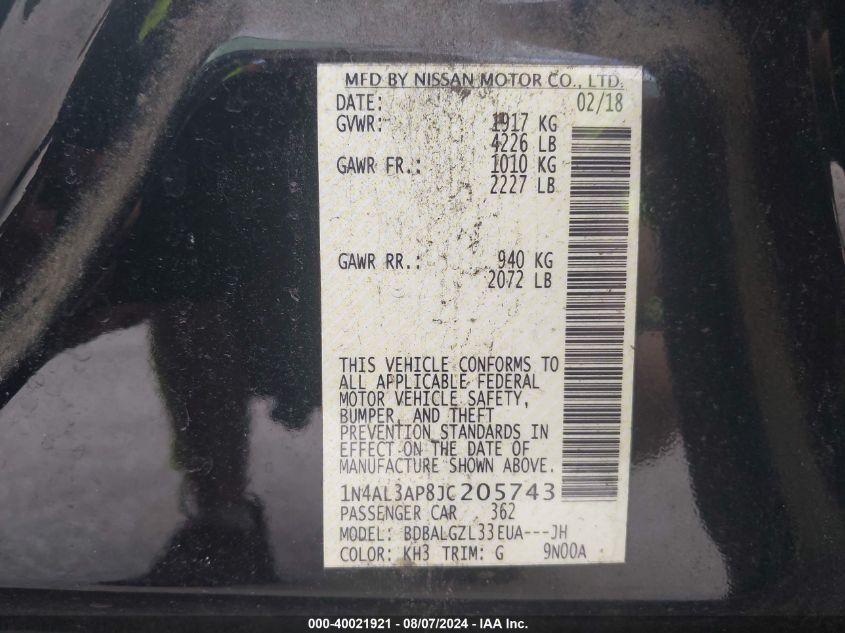 MFD BY NISSAN MOTOR CO., LTD.
DATE: 02/18
GVWR: 1917 KG
4226 LB
GAWR FR.: 1010 KG
2227 LB
GAWR RR.: 940 KG
2072 LB
THIS VEHICLE CONFORMS TO
ALL APPLICABLE FEDERAL
MOTOR VEHICLE SAFETY,
BUMPER, AND THEFT
PREVENTION STANDARDS IN
EFFECT ON THE DATE OF
MANUFACTURE SHOWN ABOVE.
1N4AL3AP8JC205743
PASSENGER CAR 362
MODEL: BDBALGZL33EUA---JH
COLOR: KH3 TRIM: G 9N00A
000-40021921 - 08/07/2024 - IAA Inc.